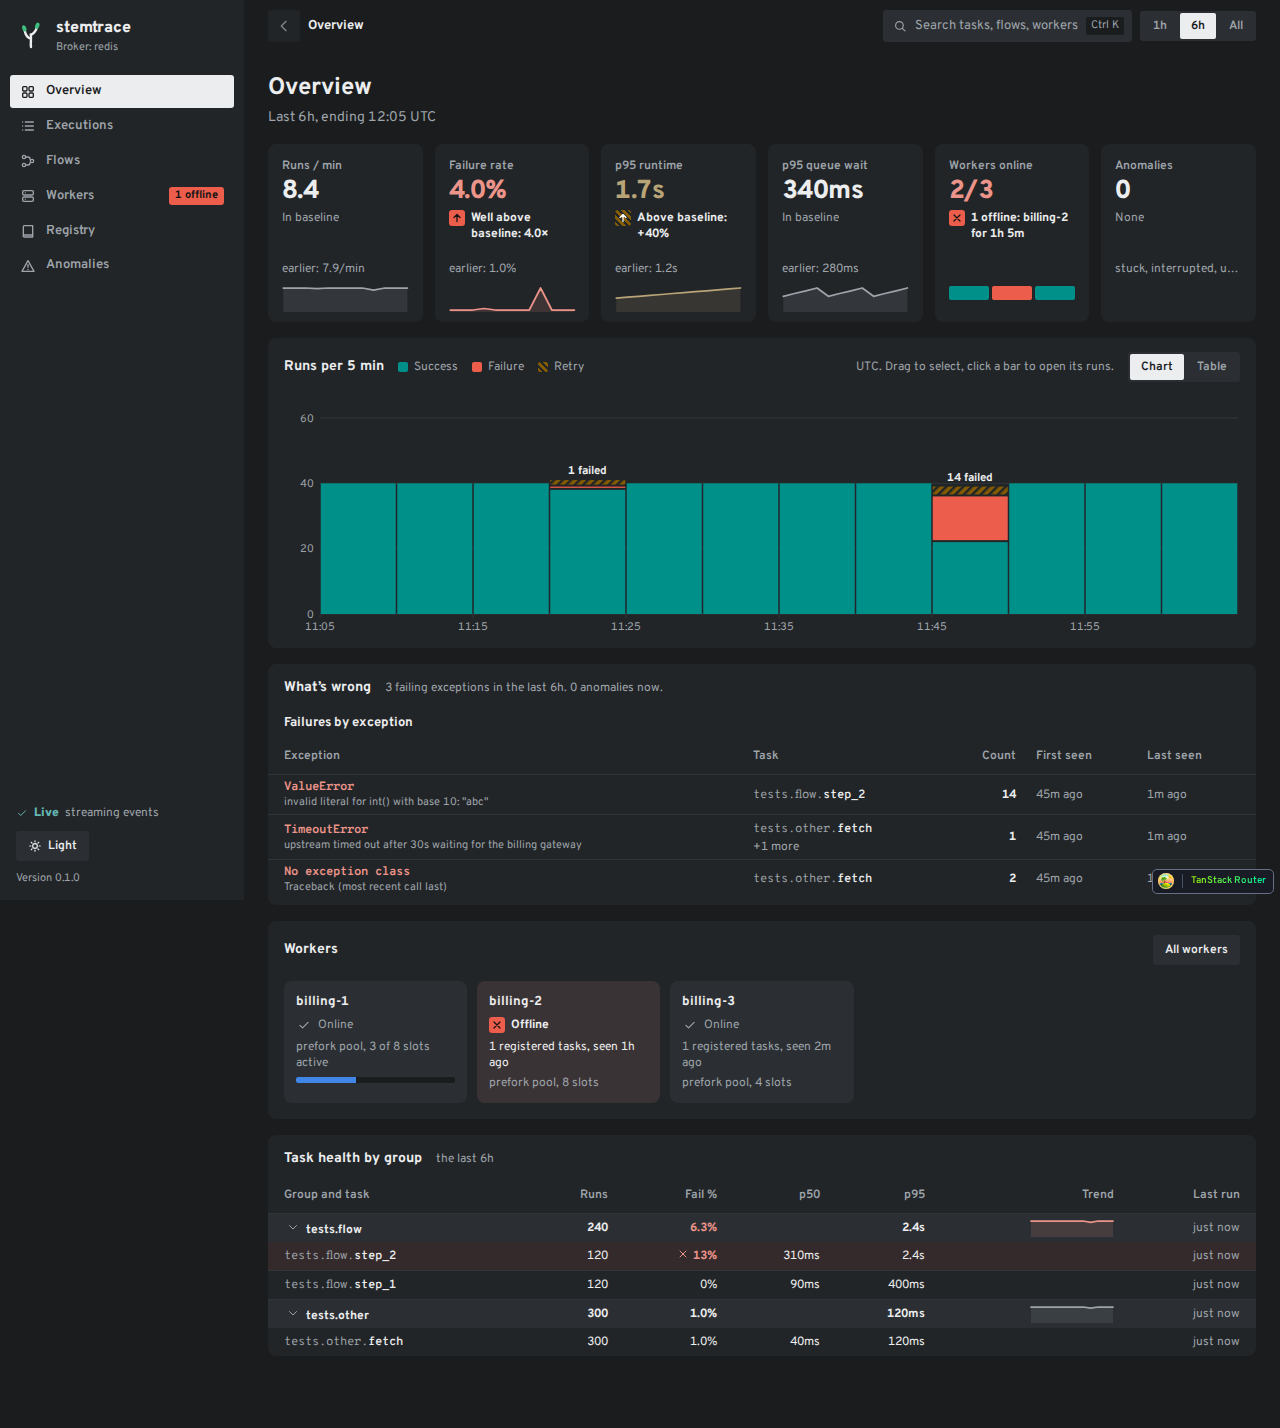 stemtrace
Broker: redis
Overview
Executions
Flows
Workers
1 offline
Registry
Anomalies
Live streaming events
Light
Version 0.1.0
Overview
Search tasks, flows, workers
Ctrl K
1h
6h
All
Overview
Last 6h, ending 12:05 UTC
Runs / min
8.4
In baseline
earlier: 7.9/min
Failure rate
4.0%
Well above
baseline: 4.0×
earlier: 1.0%
p95 runtime
1.7s
Above baseline:
+40%
earlier: 1.2s
p95 queue wait
340ms
In baseline
earlier: 280ms
Workers online
2/3
1 offline: billing-2
for 1h 5m
Anomalies
0
None
stuck, interrupted, u…
Runs per 5 min
Success
Failure
Retry
UTC. Drag to select, click a bar to open its runs.
Chart
Table
60
40
20
0
1 failed
14 failed
11:05
11:15
11:25
11:35
11:45
11:55
What's wrong
3 failing exceptions in the last 6h. 0 anomalies now.
Failures by exception
Exception Task Count First seen Last seen
ValueError
invalid literal for int() with base 10: "abc"
tests.flow.step_2 14 45m ago 1m ago
TimeoutError
upstream timed out after 30s waiting for the billing gateway
tests.other.fetch
+1 more
1 45m ago 1m ago
No exception class
Traceback (most recent call last)
tests.other.fetch 2 45m ago
TanStack Router
Workers
All workers
billing-1
Online
prefork pool, 3 of 8 slots
active
billing-2
Offline
1 registered tasks, seen 1h
ago
prefork pool, 8 slots
billing-3
Online
1 registered tasks, seen 2m
ago
prefork pool, 4 slots
Task health by group
the last 6h
Group and task Runs Fail % p50 p95 Trend Last run
tests.flow 240 6.3% 2.4s just now
tests.flow.step_2 120 13% 310ms 2.4s just now
tests.flow.step_1 120 0% 90ms 400ms just now
tests.other 300 1.0% 120ms just now
tests.other.fetch 300 1.0% 40ms 120ms just now